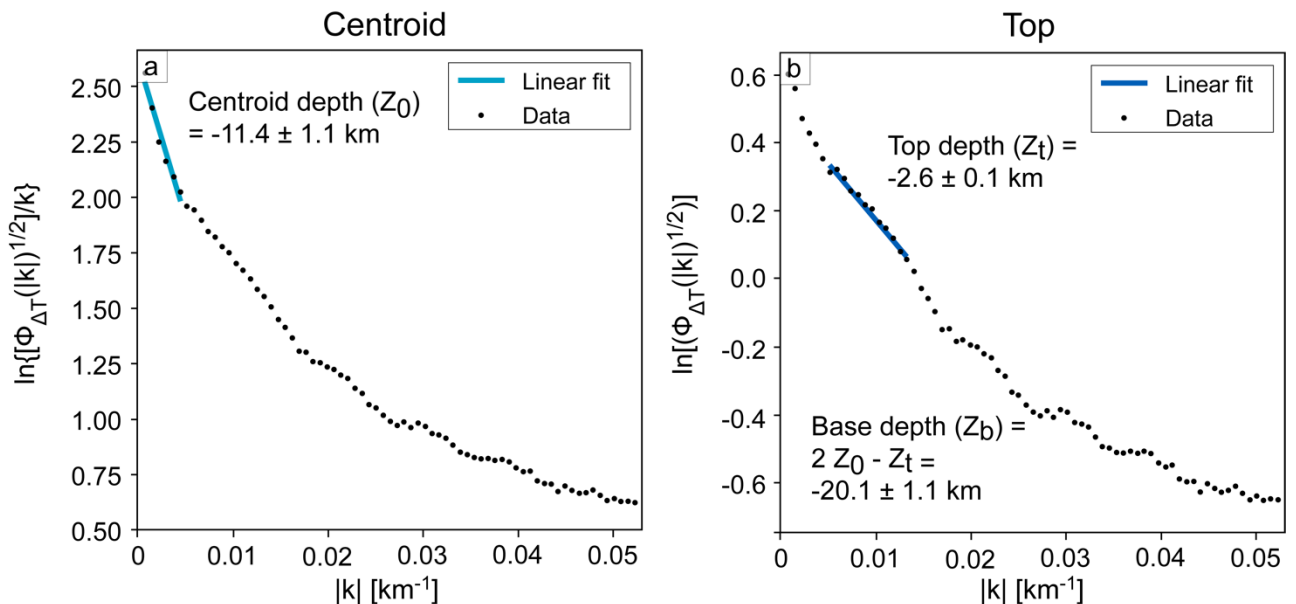 Centroid
a
Centroid depth (Z0)
= -11.4 ± 1.1 km
Linear fit
Data
2.50
2.25
2.00
1.75
1.50
1.25
1.00
0.75
0.50
ln{[Φ∆T(|k|)1/2]/k}
0
0.01
0.02
0.03
0.04
0.05
|k| [km-1]
Top
b
Linear fit
Data
Top depth (Zt) =
-2.6 ± 0.1 km
Base depth (Zb) =
2 Z0 - Zt =
-20.1 ± 1.1 km
0.6
0.4
0.2
0.0
-0.2
-0.4
-0.6
ln[(Φ∆T(|k|)1/2)]
0
0.01
0.02
0.03
0.04
0.05
|k| [km-1]